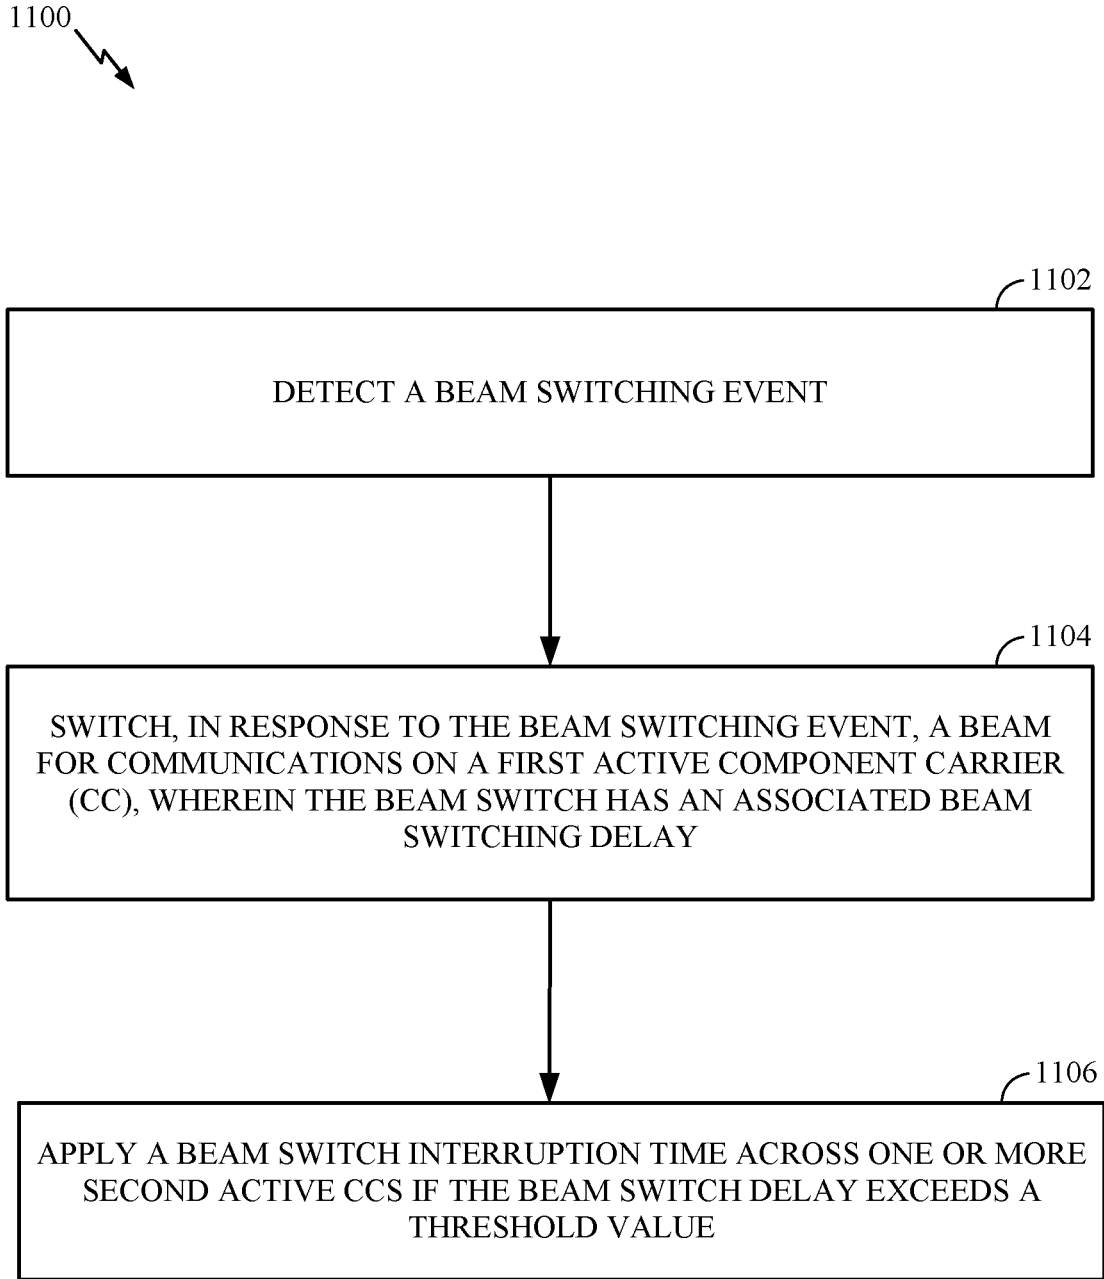 1100
1102
DETECT A BEAM SWITCHING EVENT
1104
SWITCH, IN RESPONSE TO THE BEAM SWITCHING EVENT, A BEAM
FOR COMMUNICATIONS ON A FIRST ACTIVE COMPONENT CARRIER
(CC), WHEREIN THE BEAM SWITCH HAS AN ASSOCIATED BEAM
SWITCHING DELAY
1106
APPLY A BEAM SWITCH INTERRUPTION TIME ACROSS ONE OR MORE
SECOND ACTIVE CCS IF THE BEAM SWITCH DELAY EXCEEDS A
THRESHOLD VALUE